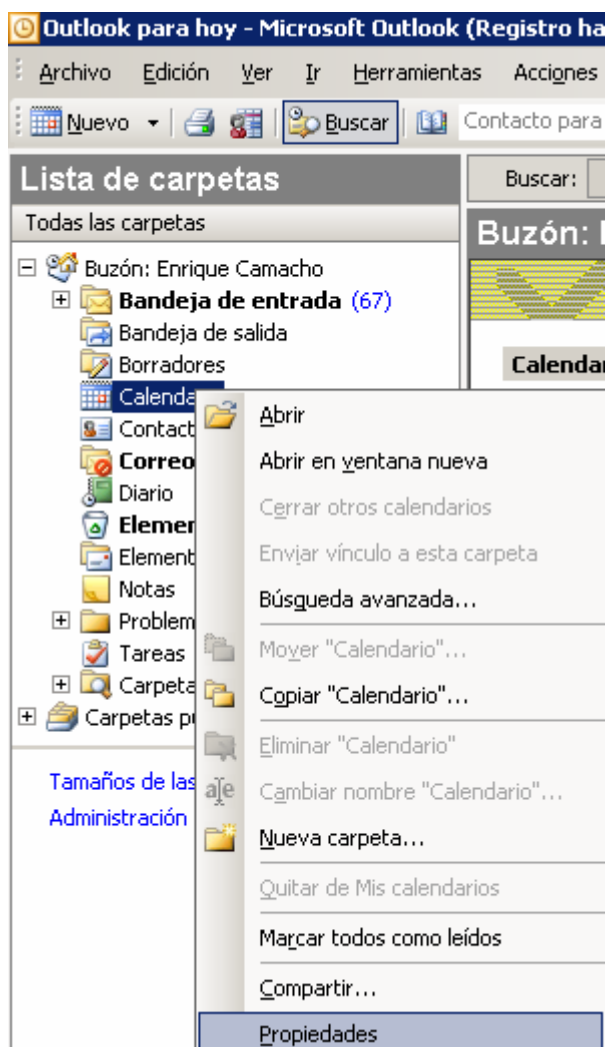 Outlook para hoy - Microsoft Outlook (Registro ha
Archivo Edición Ver Ir Herramientas Acciones
Nuevo Buscar Contacto para
Lista de carpetas
Buscar:
Todas las carpetas
Buzón:
Buzón: Enrique Camacho
Bandeja de entrada (67)
Bandeja de salida
Borradores
Calendar
Calenda
Contact
Correo
Diario
Elemen
Element
Notas
Problem
Tareas
Carpeta
Carpetas p
Tamaños de las
Administración
Abrir
Abrir en ventana nueva
Cerrar otros calendarios
Enviar vínculo a esta carpeta
Búsqueda avanzada...
Mover "Calendario"...
Copiar "Calendario"...
Eliminar "Calendario"
Cambiar nombre "Calendario"...
Nueva carpeta...
Quitar de Mis calendarios
Marcar todos como leídos
Compartir...
Propiedades